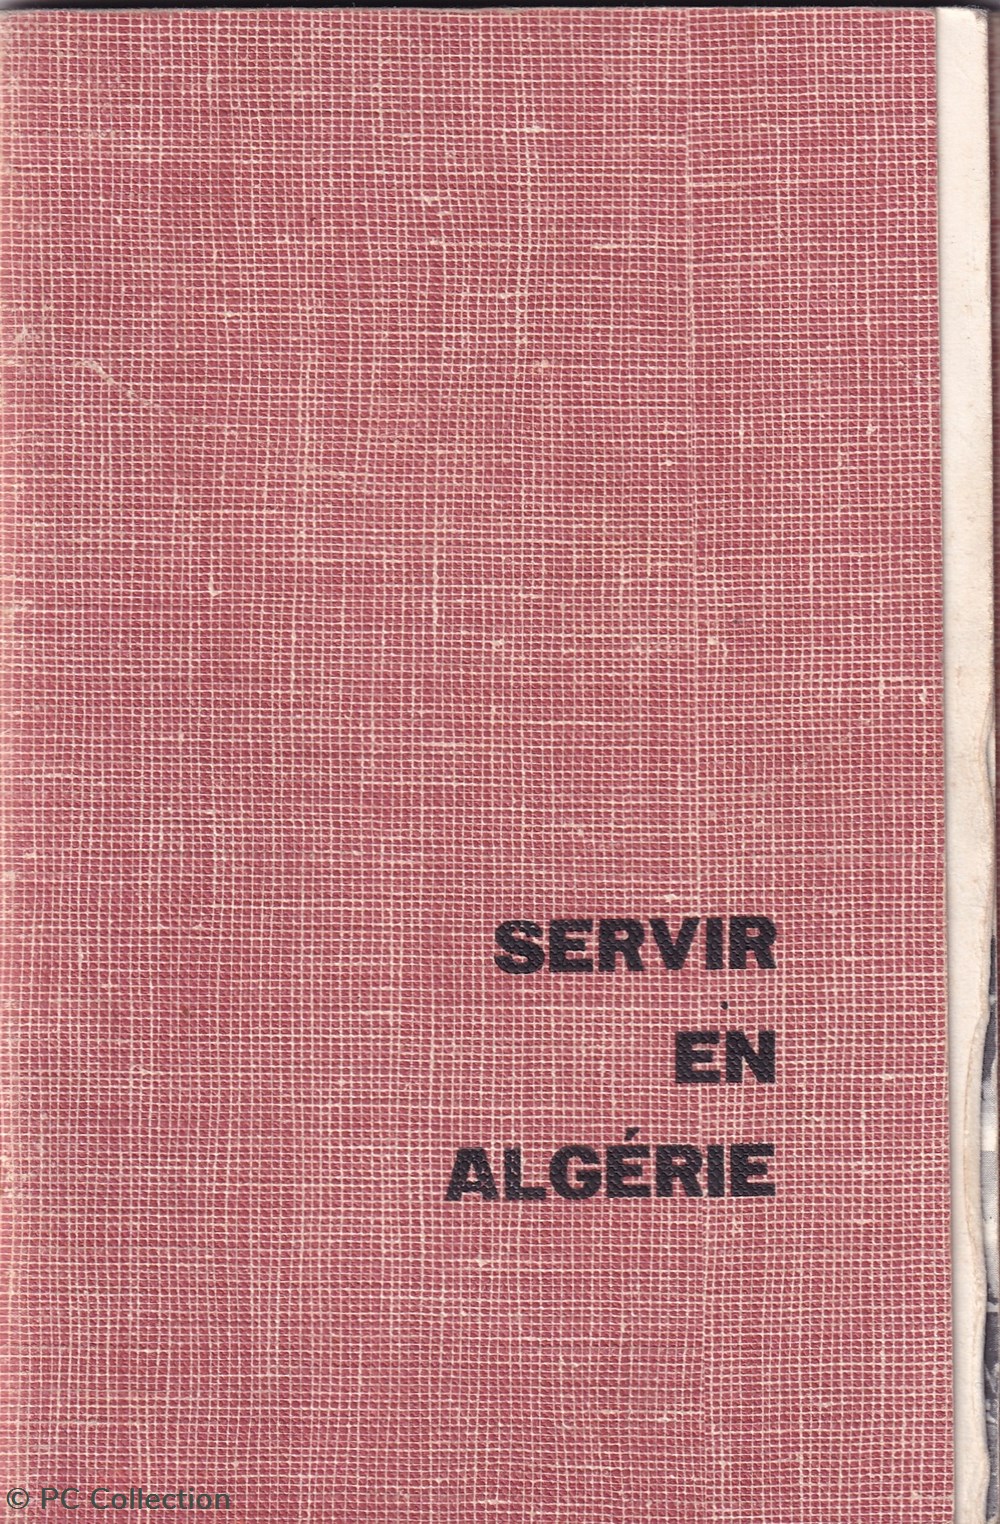 SERVIR
EN
ALGÉRIE
© PC Collection